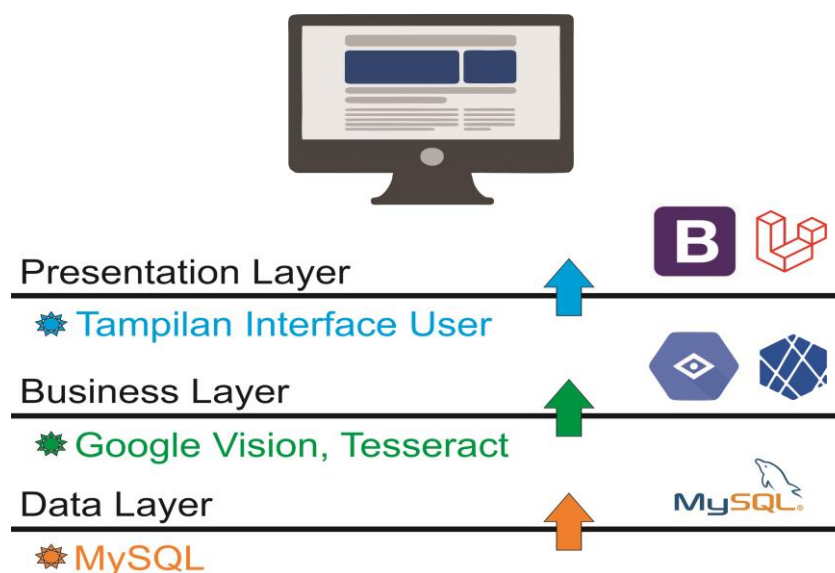 B
Presentation Layer
Tampilan Interface User
Business Layer
Google Vision, Tesseract
Data Layer
MySQL®
MySQL